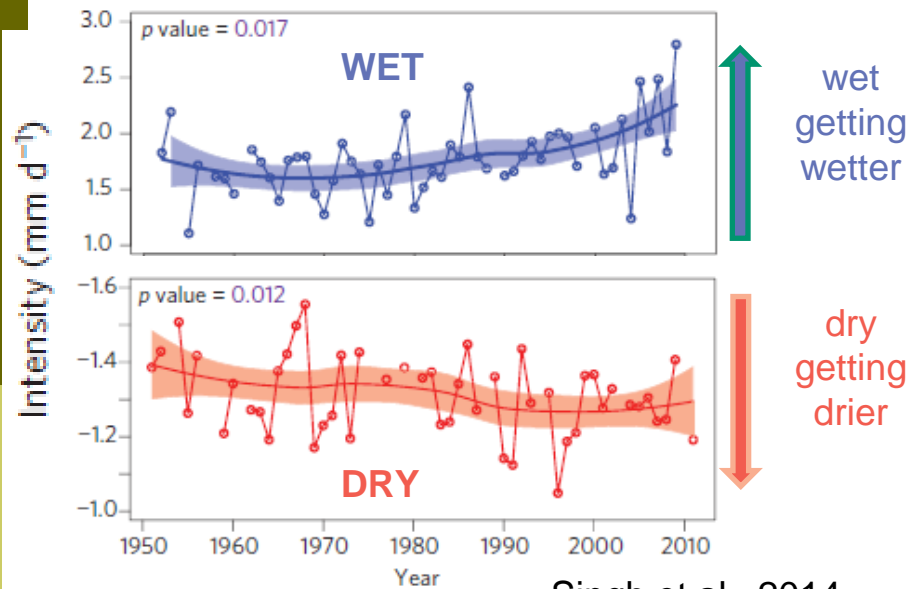 3.0
p value = 0.017
WET
2.5
2.0
1.5
1.0
wet
getting
wetter
Intensity (mm d⁻¹)
−1.6
p value = 0.012
−1.4
−1.2
DRY
−1.0
dry
getting
drier
1950 1960 1970 1980 1990 2000 2010
Year